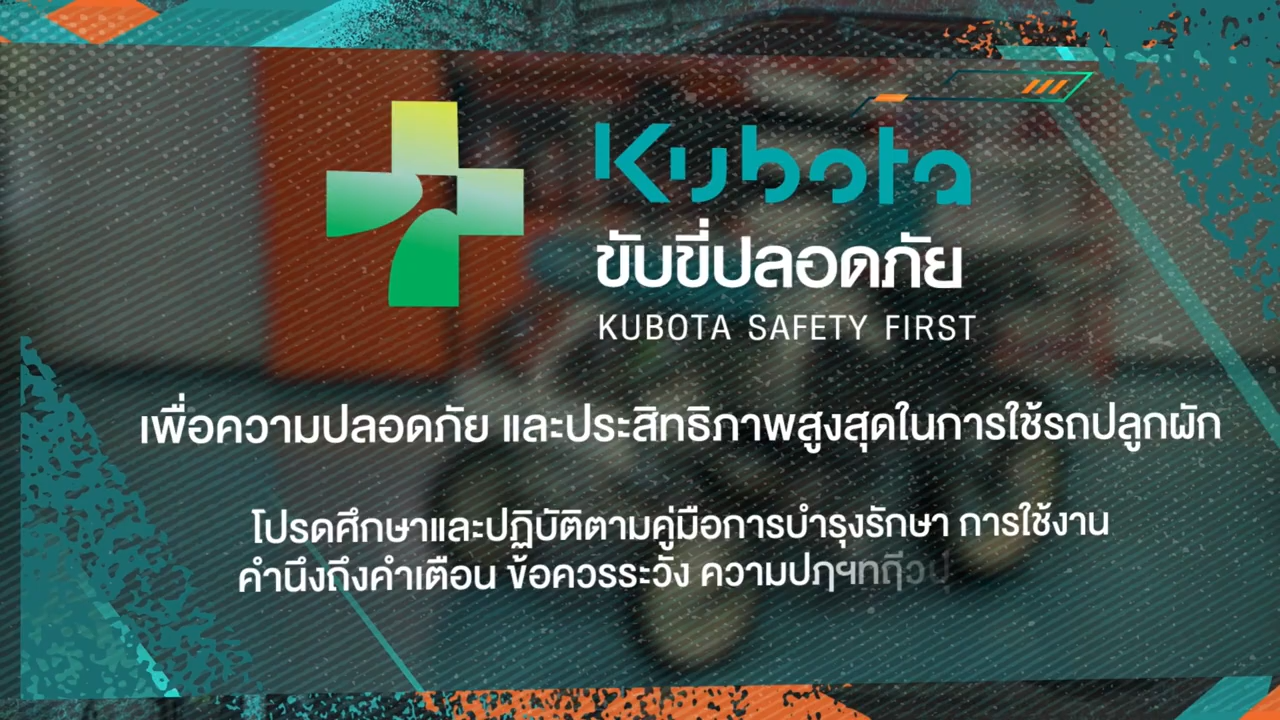 Kubota
ขับขี่ปลอดภัย
KUBOTA SAFETY FIRST
เพื่อความปลอดภัย และประสิทธิภาพสูงสุดในการใช้รถปลูกผัก
โปรดศึกษาและปฏิบัติตามคู่มือการบำรุงรักษา การใช้งาน
คำนึงถึงคำเตือน ข้อควรระวัง